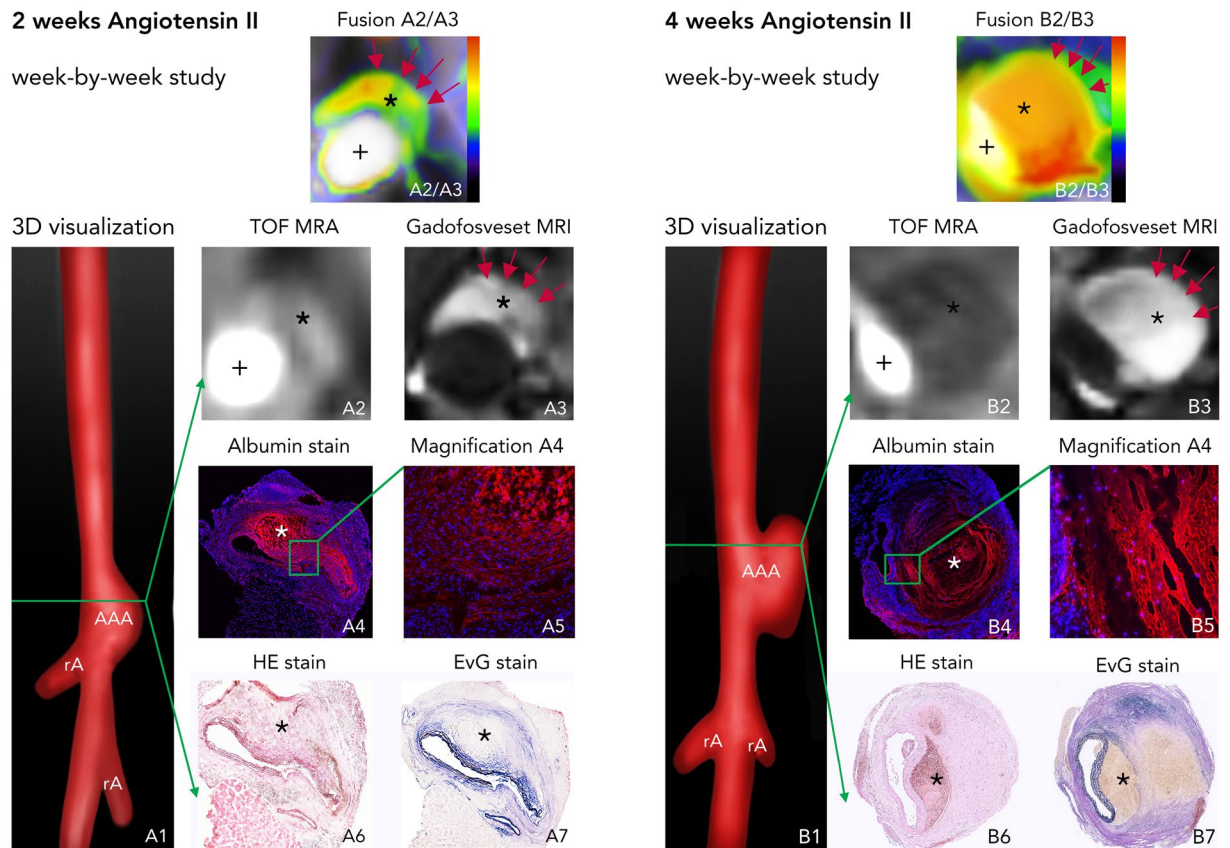 2 weeks Angiotensin II
week-by-week study
Fusion A2/A3
*
+
A2/A3
3D visualization
TOF MRA
Gadofosveset MRI
*
+
A2
*
A3
Albumin stain
Magnification A4
*
A4
A5
AAA
rA
rA
A1
HE stain
EvG stain
*
A6
*
A7
4 weeks Angiotensin II
week-by-week study
Fusion B2/B3
*
+
B2/B3
3D visualization
TOF MRA
Gadofosveset MRI
*
+
B2
*
B3
Albumin stain
Magnification A4
*
B4
B5
AAA
rA
rA
B1
HE stain
EvG stain
*
B6
*
B7